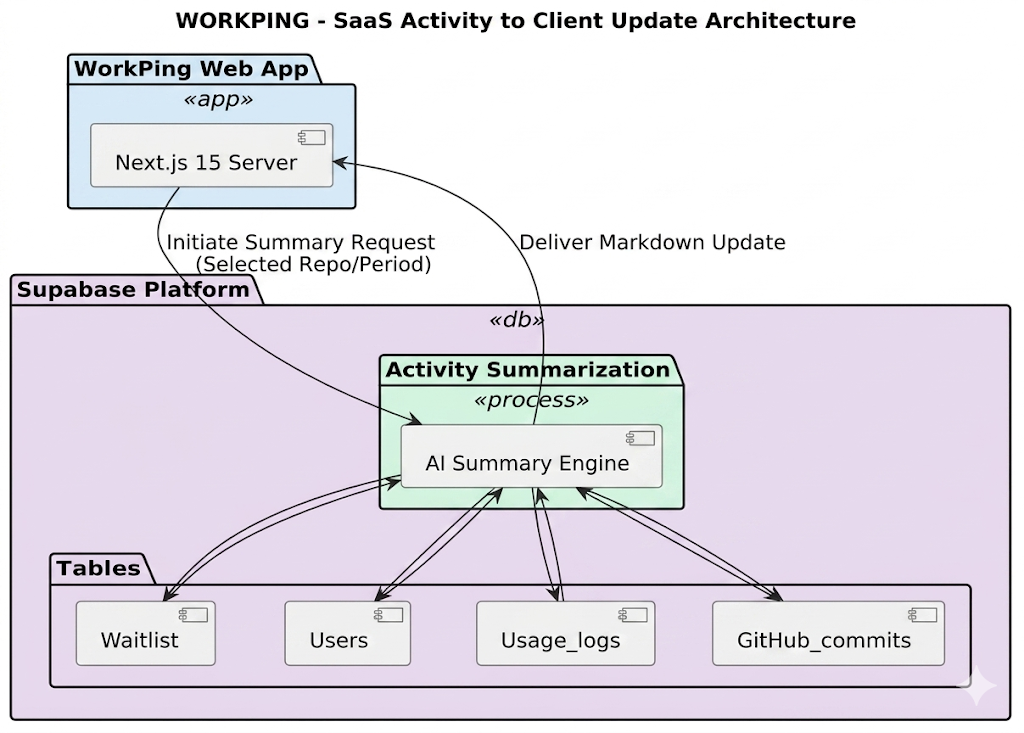 WORKPING - SaaS Activity to Client Update Architecture
WorkPing Web App
«app»
Next.js 15 Server
Initiate Summary Request
(Selected Repo/Period)
Deliver Markdown Update
Supabase Platform
«db»
Activity Summarization
«process»
AI Summary Engine
Tables
Waitlist
Users
Usage_logs
GitHub_commits